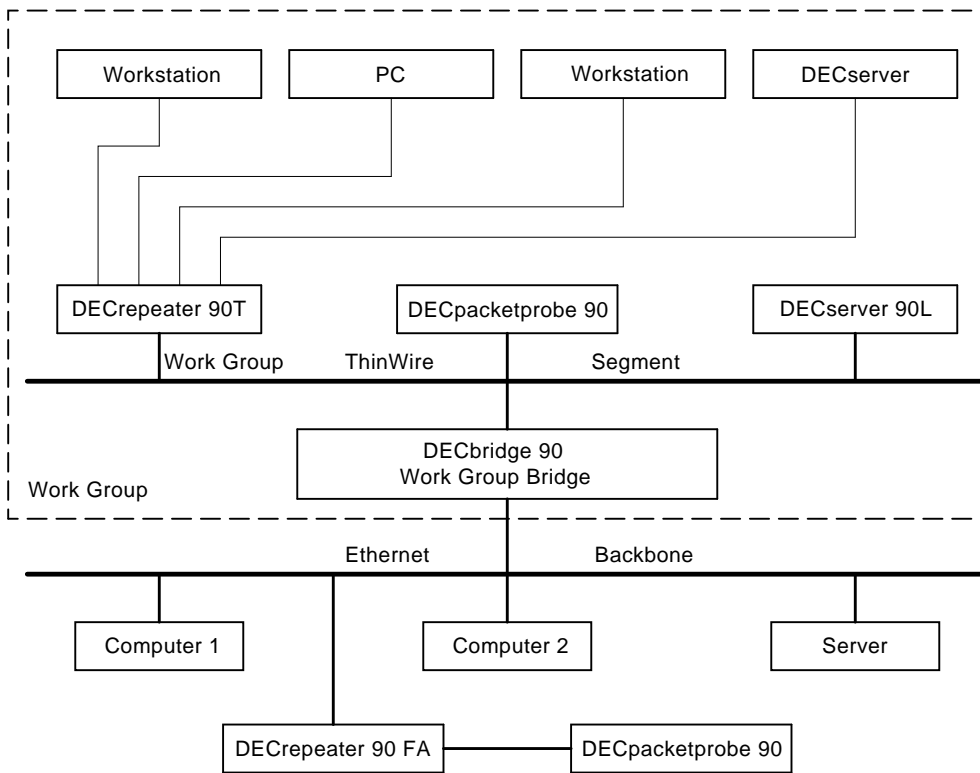 Workstation
PC
Workstation
DECserver
DECrepeater 90T
DECpacketprobe 90
DECserver 90L
Work Group ThinWire Segment
DECbridge 90
Work Group Bridge
Work Group
Ethernet Backbone
Computer 1
Computer 2
Server
DECrepeater 90 FA
DECpacketprobe 90